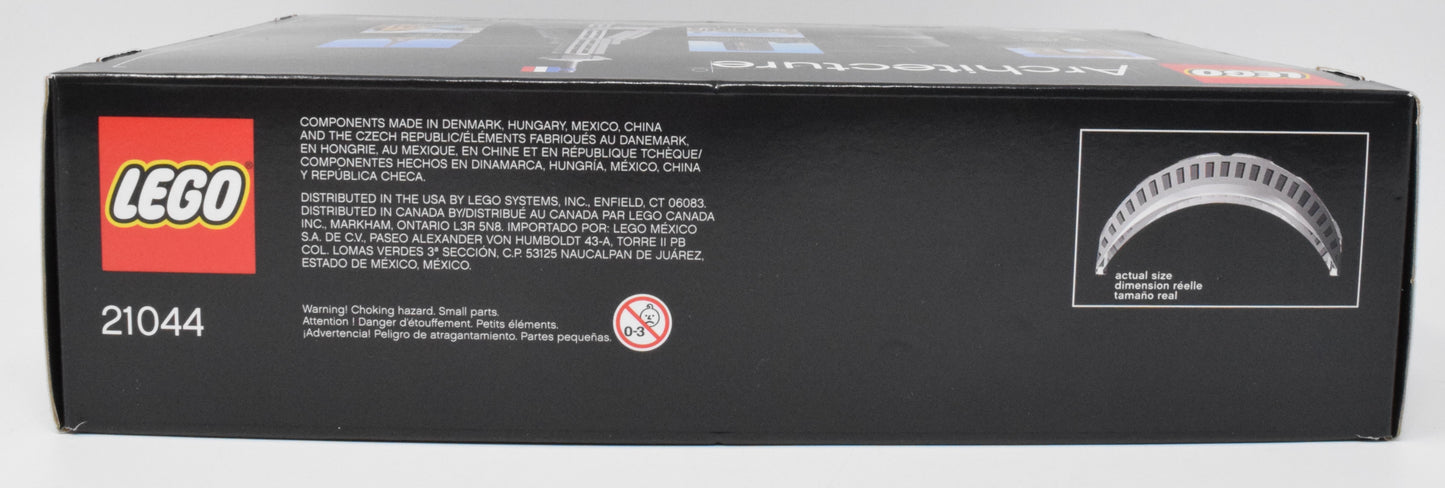 Architecture
LEGO
LEGO®
21044
COMPONENTS MADE IN DENMARK, HUNGARY, MEXICO, CHINA
AND THE CZECH REPUBLIC/ÉLÉMENTS FABRIQUÉS AU DANEMARK,
EN HONGRIE, AU MEXIQUE, EN CHINE ET EN RÉPUBLIQUE TCHÈQUE/
COMPONENTES HECHOS EN DINAMARCA, HUNGRÍA, MÉXICO, CHINA
Y REPÚBLICA CHECA.
DISTRIBUTED IN THE USA BY LEGO SYSTEMS, INC., ENFIELD, CT 06083.
DISTRIBUTED IN CANADA BY/DISTRIBUÉ AU CANADA PAR LEGO CANADA
INC., MARKHAM, ONTARIO L3R 5N8. IMPORTADO POR: LEGO MÉXICO
S.A. DE C.V., PASEO ALEXANDER VON HUMBOLDT 43-A, TORRE II PB
COL. LOMAS VERDES 3ª SECCIÓN, C.P. 53125 NAUCALPAN DE JUÁREZ,
ESTADO DE MÉXICO, MÉXICO.
Warning! Choking hazard. Small parts.
Attention ! Danger d'étouffement. Petits éléments.
¡Advertencia! Peligro de atragantamiento. Partes pequeñas.
0-3
actual size
dimension réelle
tamaño real